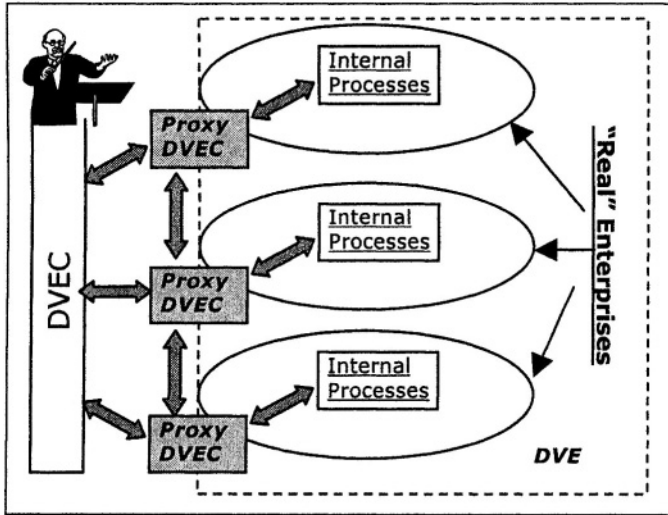 Internal
Processes
Proxy
DVEC
Internal
Processes
Proxy
DVEC
Internal
Processes
Proxy
DVEC
DVEC
"Real" Enterprises
DVE